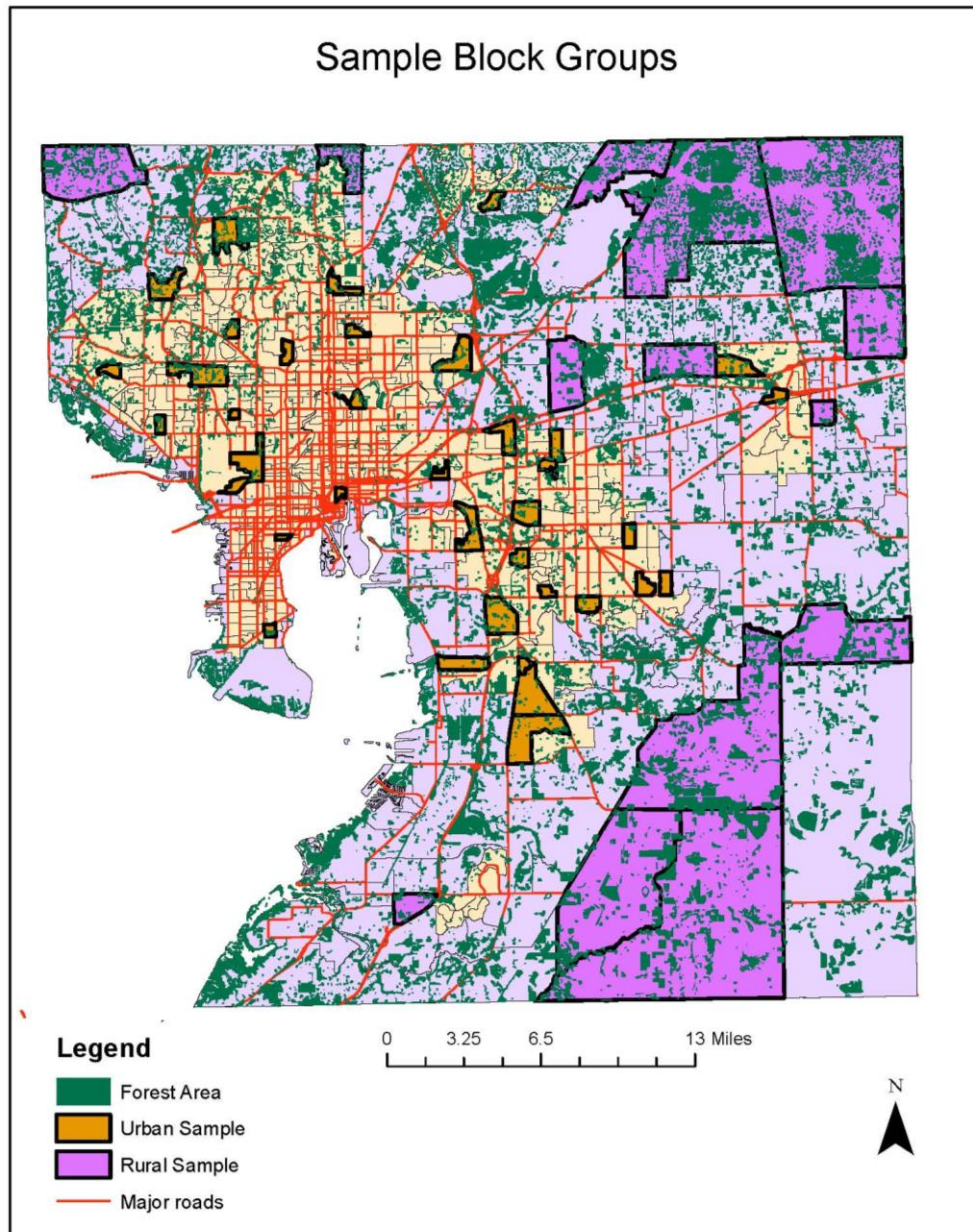 Sample Block Groups
0 3.25 6.5 13 Miles
Legend
Forest Area
Urban Sample
Rural Sample
Major roads
N